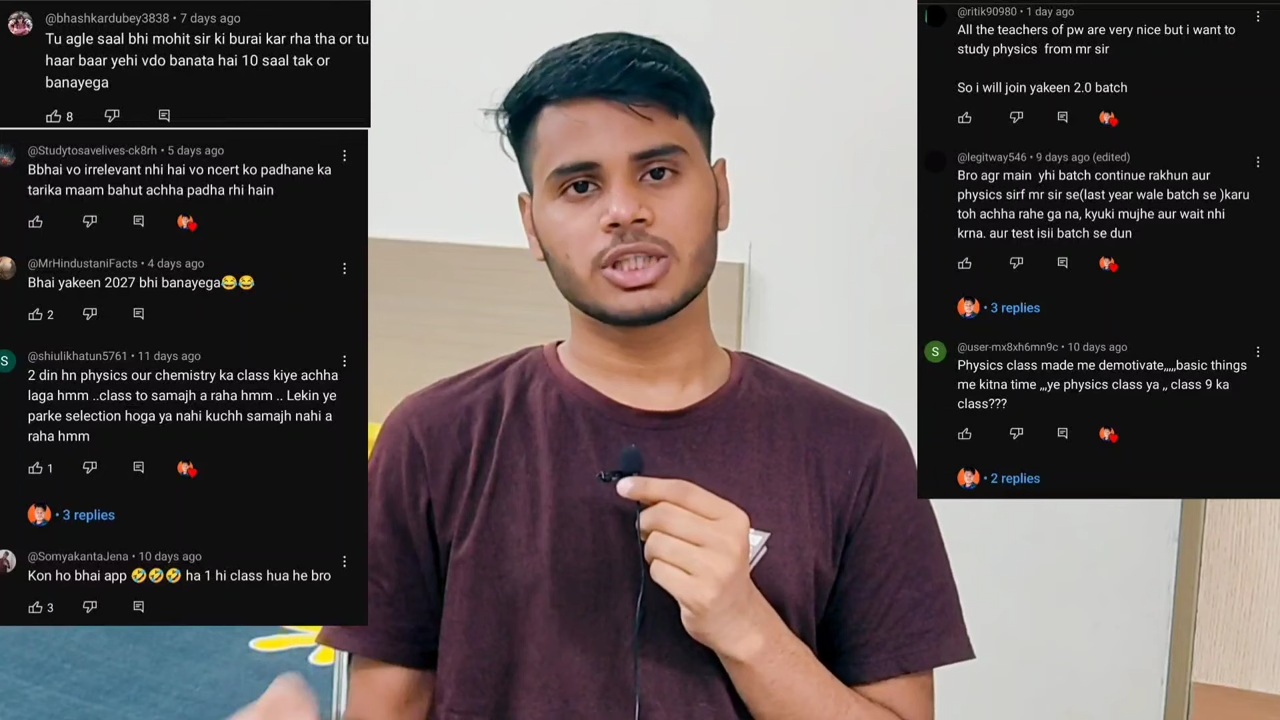 @bhashkardubey3838 • 7 days ago
Tu agle saal bhi mohit sir ki burai kar rha tha or tu
haar baar yehi vdo banata hai 10 saal tak or
banayega
8
@Studytosavelives-ck8rh • 5 days ago
Bbhai vo irrelevant nhi hai vo ncert ko padhane ka
tarika maam bahut achha padha rhi hain
@MrHindustaniFacts • 4 days ago
Bhai yakeen 2027 bhi banayega😂😂
2
S
@shiulikhatun5761 • 11 days ago
2 din hn physics our chemistry ka class kiye achha
laga hmm ..class to samajh a raha hmm .. Lekin ye
parke selection hoga ya nahi kuchh samajh nahi a
raha hmm
1
• 3 replies
@SomyakantaJena • 10 days ago
Kon ho bhai app 🤣🤣🤣 ha 1 hi class hua he bro
3
@ritik90980 • 1 day ago
All the teachers of pw are very nice but i want to
study physics from mr sir
So i will join yakeen 2.0 batch
@legitway546 • 9 days ago (edited)
Bro agr main yhi batch continue rakhun aur
physics sirf mr sir se(last year wale batch se )karu
toh achha rahe ga na, kyuki mujhe aur wait nhi
krna. aur test isii batch se dun
• 3 replies
S
@user-mx8xh6mn9c • 10 days ago
Physics class made me demotivate,,,,,basic things
me kitna time ,,,ye physics class ya ,, class 9 ka
class???
• 2 replies